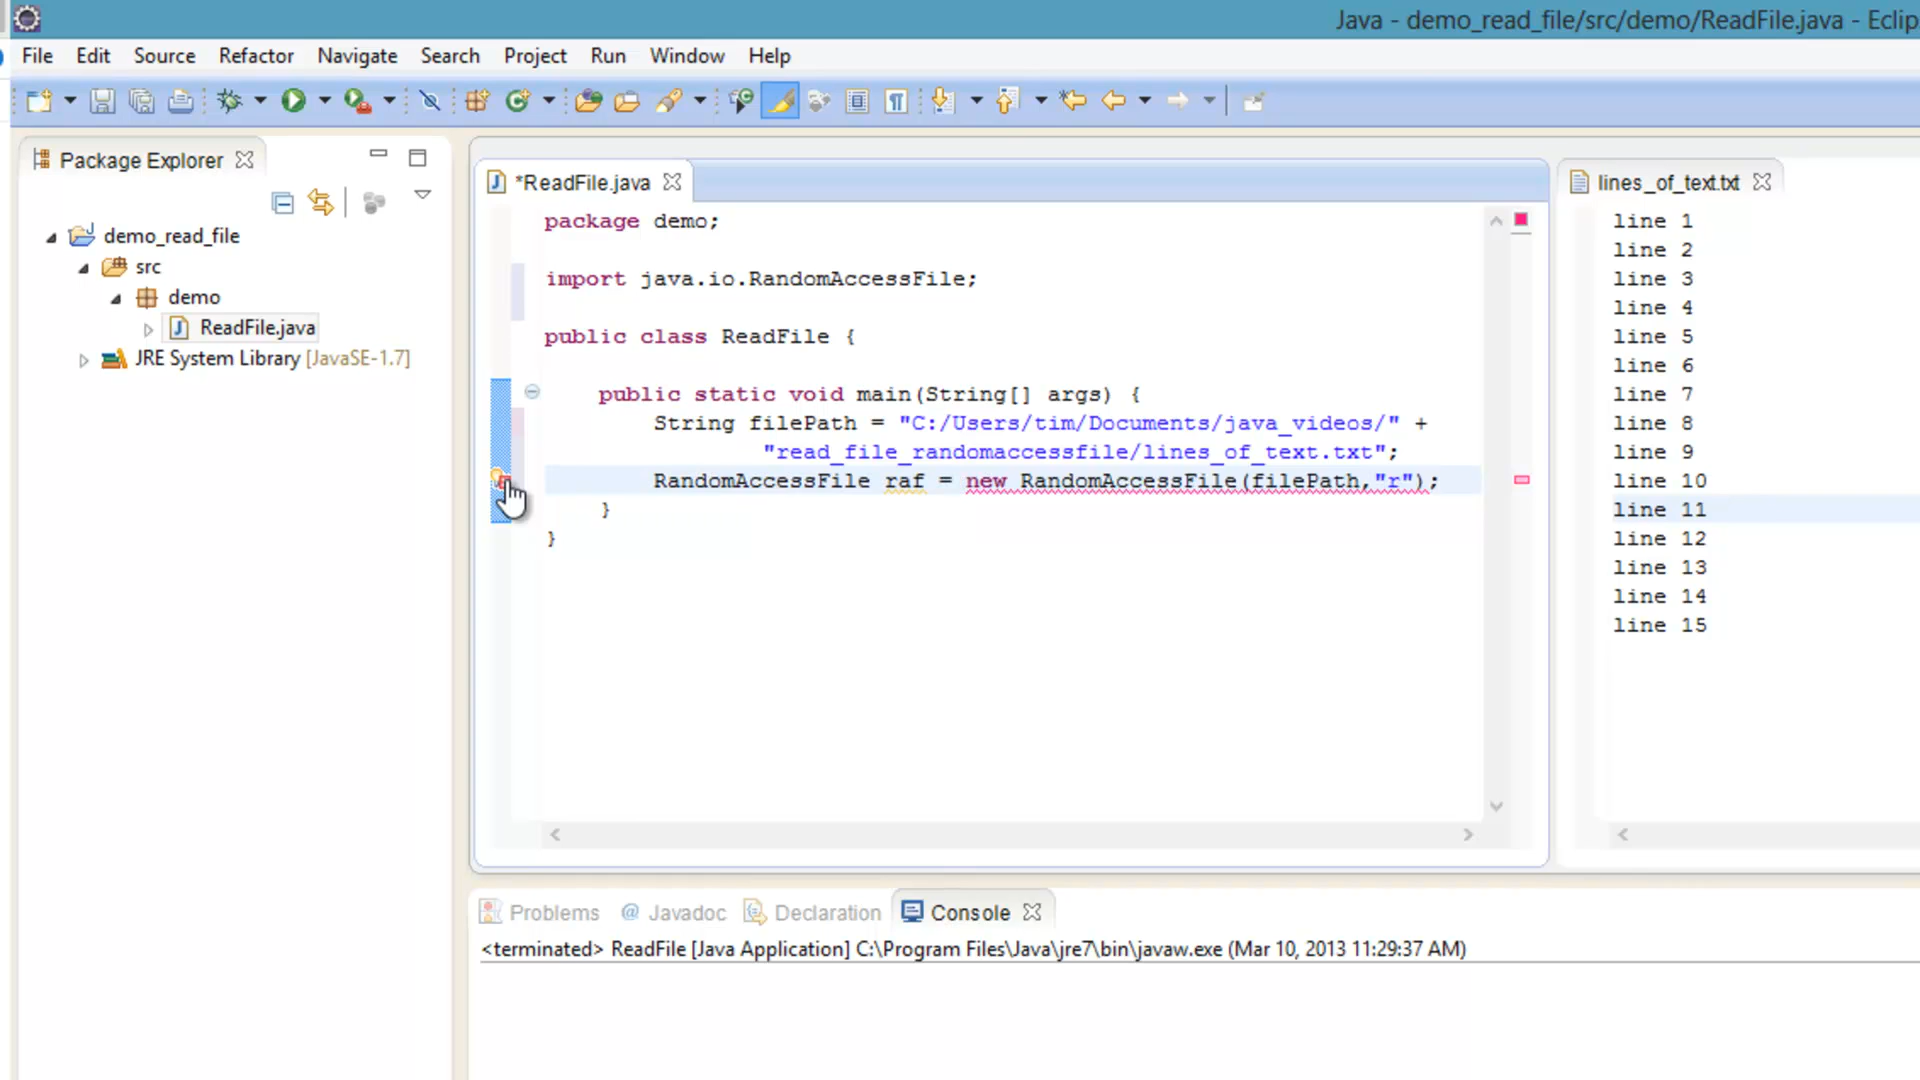 Java - demo_read_file/src/demo/ReadFile.java - Eclip
File Edit Source Refactor Navigate Search Project Run Window Help
Package Explorer
demo_read_file
src
demo
ReadFile.java
JRE System Library [JavaSE-1.7]
*ReadFile.java
package demo;
import java.io.RandomAccessFile;
public class ReadFile {
public static void main(String[] args) {
String filePath = "C:/Users/tim/Documents/java_videos/" +
"read_file_randomaccessfile/lines_of_text.txt";
RandomAccessFile raf = new RandomAccessFile(filePath,"r");
}
}
lines_of_text.txt
line 1
line 2
line 3
line 4
line 5
line 6
line 7
line 8
line 9
line 10
line 11
line 12
line 13
line 14
line 15
Problems @ Javadoc Declaration Console
<terminated> ReadFile [Java Application] C:\Program Files\Java\jre7\bin\javaw.exe (Mar 10, 2013 11:29:37 AM)